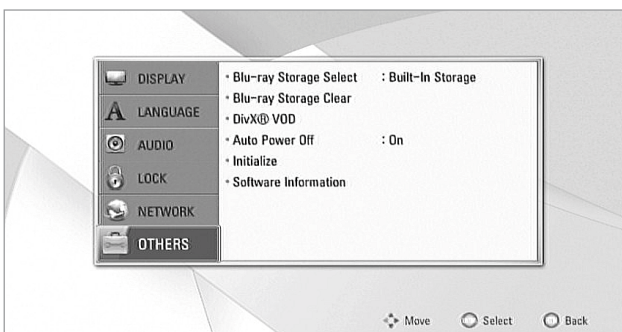 DISPLAY
LANGUAGE
AUDIO
LOCK
NETWORK
OTHERS
• Blu-ray Storage Select : Built-In Storage
• Blu-ray Storage Clear
• DivX® VOD
• Auto Power Off : On
• Initialize
• Software Information
Move Select Back